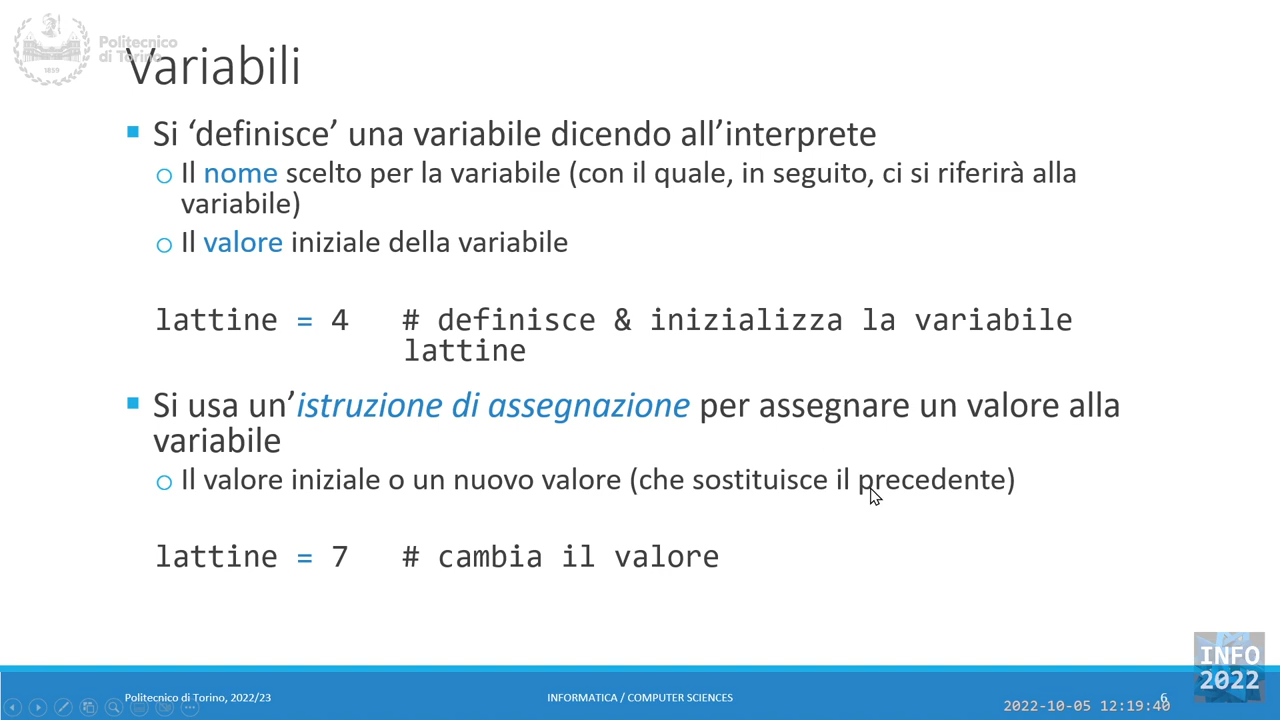 Politecnico
di Torino
1859
Variabili
Si ‘definisce’ una variabile dicendo all’interprete
Il nome scelto per la variabile (con il quale, in seguito, ci si riferirà alla
variabile)
Il valore iniziale della variabile
lattine = 4 # definisce & inizializza la variabile
lattine
Si usa un’istruzione di assegnazione per assegnare un valore alla
variabile
Il valore iniziale o un nuovo valore (che sostituisce il precedente)
lattine = 7 # cambia il valore
INFO
2022
Politecnico di Torino, 2022/23
INFORMATICA / COMPUTER SCIENCES
6
2022-10-05 12:19:40